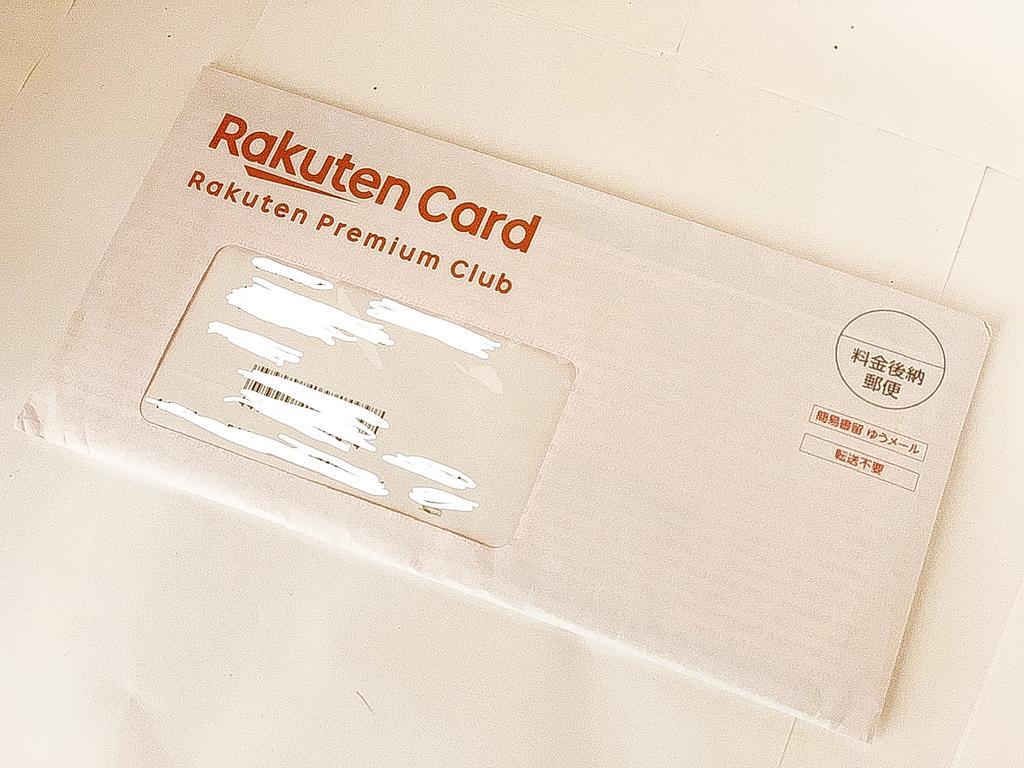 Rakuten Card
Rakuten Premium Club
料金後納
郵便
簡易書留 ゆうメール
転送不要